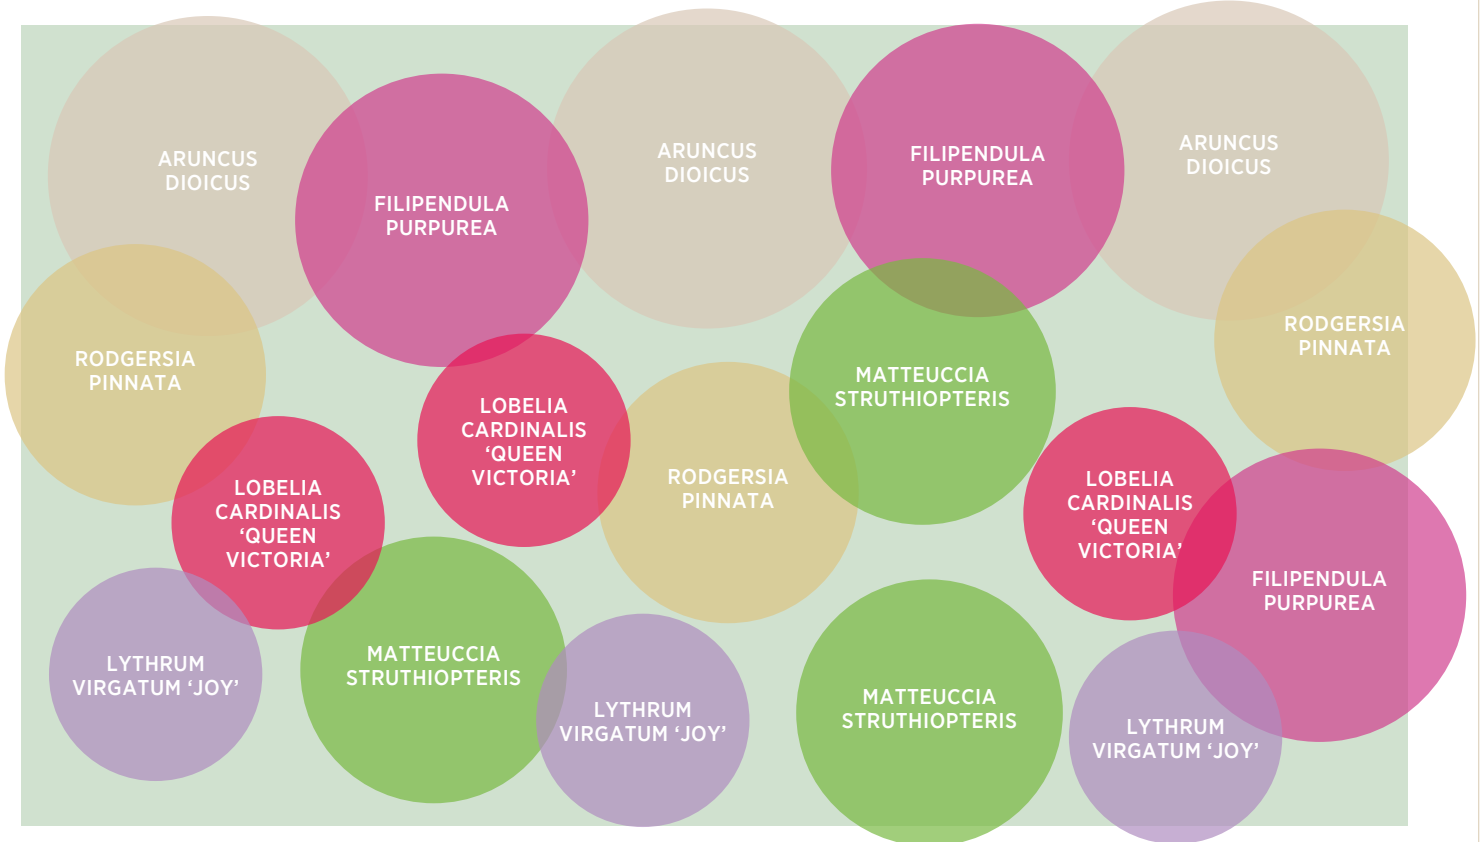 ARUNCUS
DIOICUS
FILIPENDULA
PURPUREA
ARUNCUS
DIOICUS
FILIPENDULA
PURPUREA
ARUNCUS
DIOICUS
RODGERSIA
PINNATA
LOBELIA
CARDINALIS
‘QUEEN
VICTORIA’
MATTEUCCIA
STRUTHIOPTERIS
RODGERSIA
PINNATA
LOBELIA
CARDINALIS
‘QUEEN
VICTORIA’
RODGERSIA
PINNATA
LOBELIA
CARDINALIS
‘QUEEN
VICTORIA’
FILIPENDULA
PURPUREA
LYTHRUM
VIRGATUM ‘JOY’
MATTEUCCIA
STRUTHIOPTERIS
LYTHRUM
VIRGATUM ‘JOY’
MATTEUCCIA
STRUTHIOPTERIS
LYTHRUM
VIRGATUM ‘JOY’